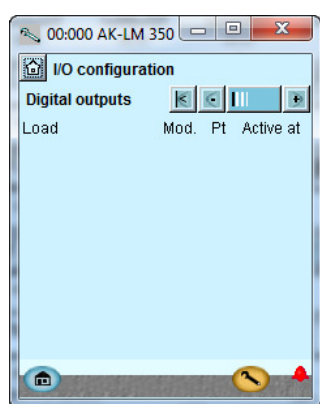 00:000 AK-LM 350
I/O configuration
Digital outputs
Load Mod. Pt Active at